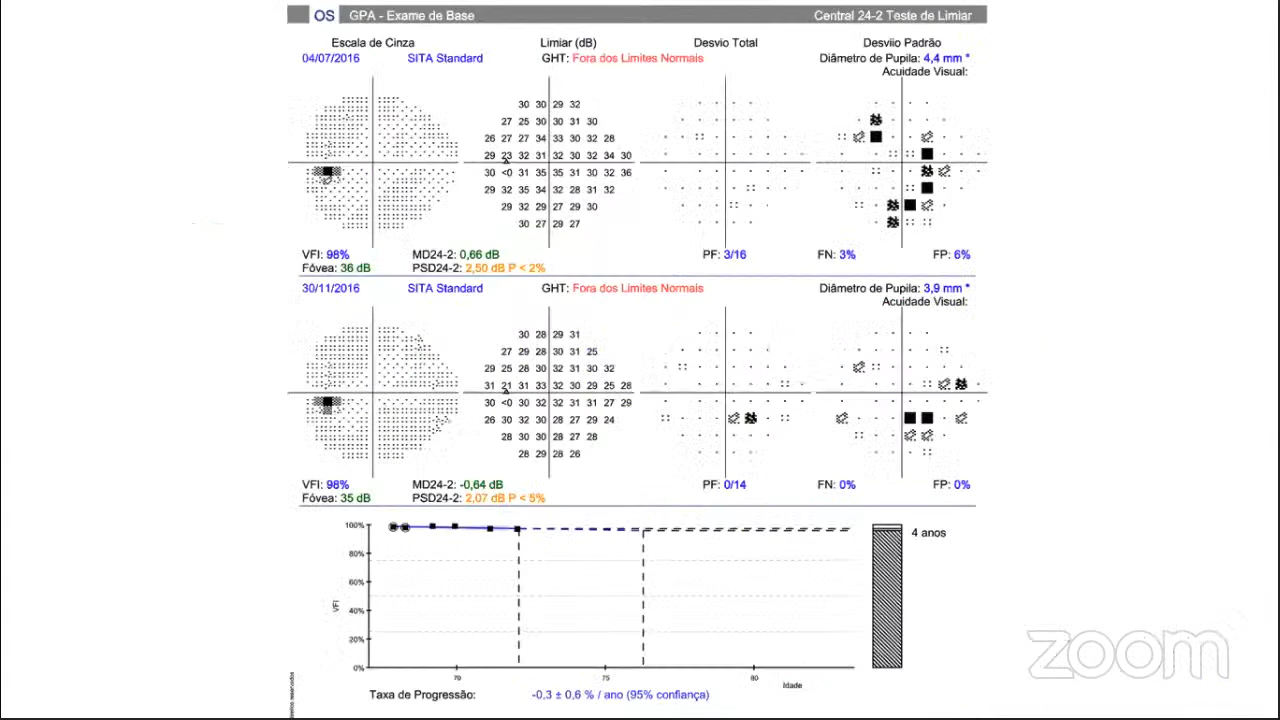 OS GPA - Exame de Base Central 24-2 Teste de Limiar
Escala de Cinza Limiar (dB) Desvio Total Desviio Padrão
04/07/2016 SITA Standard GHT: Fora dos Limites Normais Diâmetro de Pupila: 4,4 mm *
Acuidade Visual:
30 30 29 32
27 25 30 30 31 30
26 27 27 34 33 30 32 28
29 23 32 31 32 30 32 34 30
30 <0 31 35 35 31 30 32 36
29 32 35 34 32 28 31 32
29 32 29 27 29 30
30 27 29 27
VFI: 98% MD24-2: 0,66 dB PF: 3/16 FN: 3% FP: 6%
Fóvea: 36 dB PSD24-2: 2,50 dB P < 2%
30/11/2016 SITA Standard GHT: Fora dos Limites Normais Diâmetro de Pupila: 3,9 mm *
Acuidade Visual:
30 28 29 31
27 29 28 30 31 25
29 25 28 30 32 31 30 32
31 21 31 33 32 30 29 25 28
30 <0 30 32 32 31 31 27 29
26 30 32 30 28 27 29 24
28 30 30 28 27 28
28 29 28 26
VFI: 98% MD24-2: -0,64 dB PF: 0/14 FN: 0% FP: 0%
Fóvea: 35 dB PSD24-2: 2,07 dB P < 5%
100%
4 anos
80%
60%
VFI
40%
20%
0%
70 75 80
Idade
Taxa de Progressão: -0,3 ± 0,6 % / ano (95% confiança)
zoom